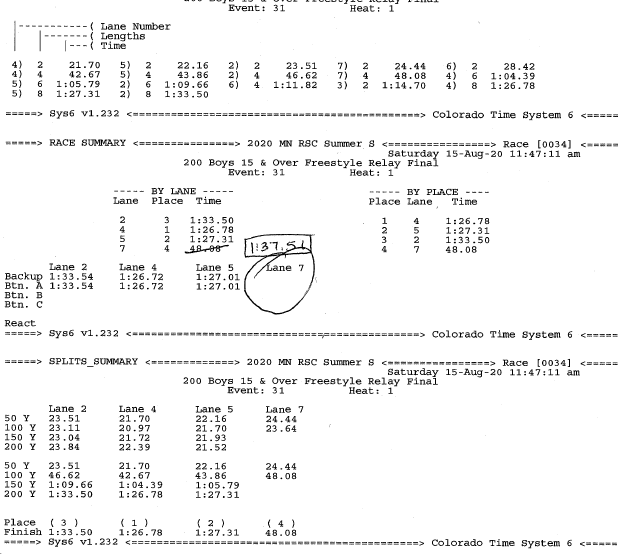 200 Boys 15 & Over Freestyle Relay Final
Event: 31 Heat: 1
-----------( Lane Number
-------( Lengths
---( Time
4) 2 21.70 5) 2 22.16 2) 2 23.51 7) 2 24.44 6) 2 28.42
4) 4 42.67 5) 4 43.86 2) 4 46.62 7) 4 48.08 4) 6 1:04.39
5) 6 1:05.79 2) 6 1:09.66 6) 4 1:11.82 3) 2 1:14.70 4) 8 1:26.78
5) 8 1:27.31 2) 8 1:33.50
=====> Sys6 v1.232 <==========================================> Colorado Time System 6 <=====
=====> RACE SUMMARY <===============> 2020 MN RSC Summer S <================> Race [0034] <=====
Saturday 15-Aug-20 11:47:11 am
200 Boys 15 & Over Freestyle Relay Final
Event: 31 Heat: 1
----- BY LANE ----- ----- BY PLACE ----
Lane Place Time Place Lane Time
2 3 1:33.50 1 4 1:26.78
4 1 1:26.78 2 5 1:27.31
5 2 1:27.31 3 2 1:33.50
7 4 48.08 1:37.51 4 7 48.08
Lane 2 Lane 4 Lane 5 Lane 7
Backup 1:33.54 1:26.72 1:27.01
Btn. A 1:33.54 1:26.72 1:27.01
Btn. B
Btn. C
React
=====> Sys6 v1.232 <==========================================> Colorado Time System 6 <=====
=====> SPLITS_SUMMARY <=============> 2020 MN RSC Summer S <================> Race [0034] <=====
Saturday 15-Aug-20 11:47:11 am
200 Boys 15 & Over Freestyle Relay Final
Event: 31 Heat: 1
Lane 2 Lane 4 Lane 5 Lane 7
50 Y 23.51 21.70 22.16 24.44
100 Y 23.11 20.97 21.70 23.64
150 Y 23.04 21.72 21.93
200 Y 23.84 22.39 21.52
50 Y 23.51 21.70 22.16 24.44
100 Y 46.62 42.67 43.86 48.08
150 Y 1:09.66 1:04.39 1:05.79
200 Y 1:33.50 1:26.78 1:27.31
Place ( 3 ) ( 1 ) ( 2 ) ( 4 )
Finish 1:33.50 1:26.78 1:27.31 48.08
=====> Sys6 v1.232 <==========================================> Colorado Time System 6 <=====